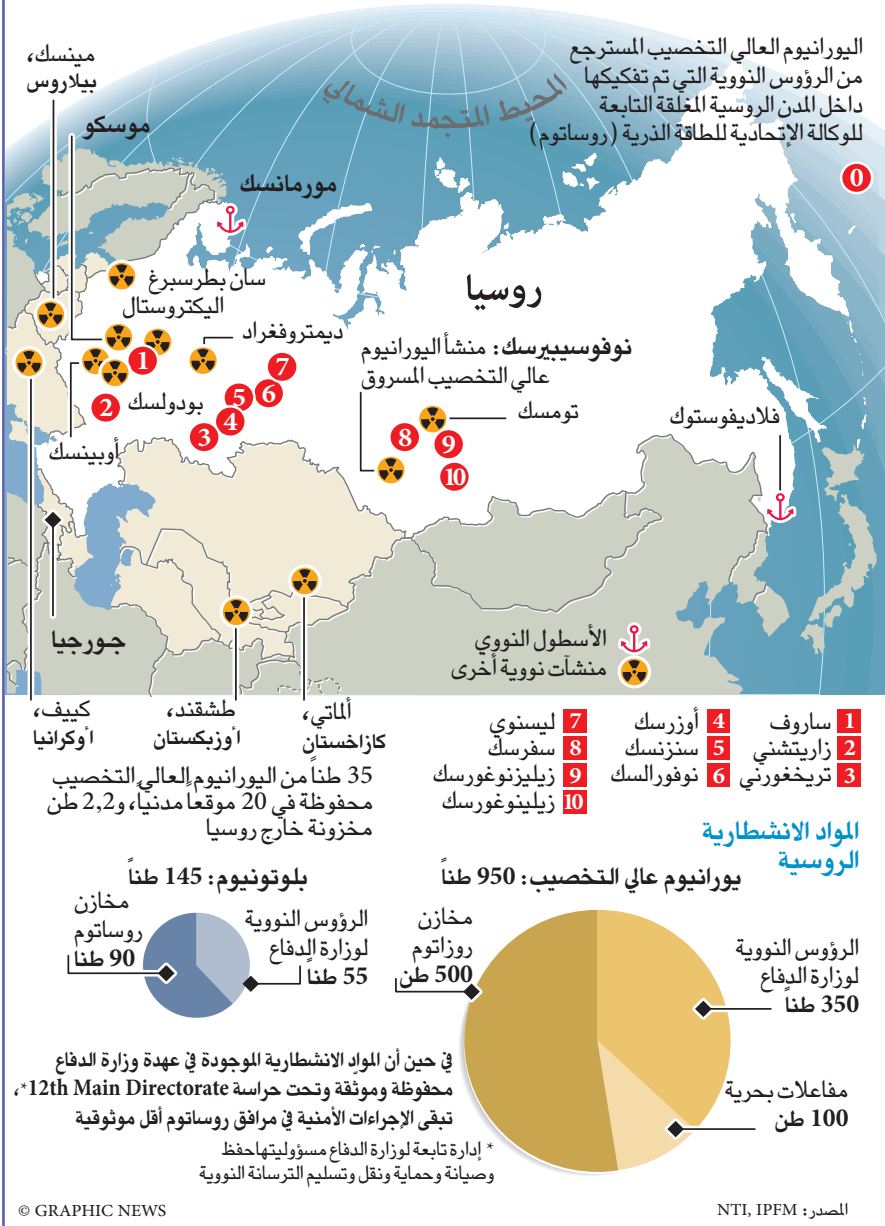 اليورانيوم العالي التخصيب المسترجع
من الرؤوس النووية التي تم تفكيكها
داخل المدن الروسية المغلقة التابعة
للوكالة الإتحادية للطاقة الذرية (روساتوم)
0
المحيط المتجمد الشمالي
مينسك،
بيلاروس
موسكو
مورمانسك
روسيا
سان بطرسبرغ
اليكتروستال
ديمتروفغراد
نوفوسيبيرسك: منشأ اليورانيوم
عالي التخصيب المسروق
تومسك
فلاديفوستوك
بودولسك
أوبينسك
1
2
3
4
5
6
7
8
9
10
جورجيا
الأسطول النووي
منشآت نووية أخرى
كييف،
اوكرانيا
طشقند،
اوزبكستان
ألماتي،
كازاخستان
1 ساروف
2 زاريتشني
3 تريخغورني
4 أوزرسك
5 سنزنسك
6 نوفورالسك
7 ليسنوي
8 سفرسك
9 زيليزنوغورسك
10 زيلينوغورسك
35 طناً من اليورانيوم العالي التخصيب
محفوظة في 20 موقعاً مدنياً، و2,2 طن
مخزونة خارج روسيا
المواد الانشطارية
الروسية
يورانيوم عالي التخصيب: 950 طناً
الرؤوس النووية
لوزارة الدفاع
350 طناً
مخازن
روزاتوم
500 طن
مفاعلات بحرية
100 طن
بلوتونيوم: 145 طناً
الرؤوس النووية
لوزارة الدفاع
55 طناً
مخازن
روساتوم
90 طنا
في حين أن المواد الانشطارية الموجودة في عهدة وزارة الدفاع
محفوظة وموثّقة وتحت حراسة 12th Main Directorate*،
تبقى الإجراءات الأمنية في مرافق روساتوم أقل موثوقية
* إدارة تابعة لوزارة الدفاع مسؤوليتها حفظ
وصيانة وحماية ونقل وتسليم الترسانة النووية
المصدر: NTI, IPFM
© GRAPHIC NEWS